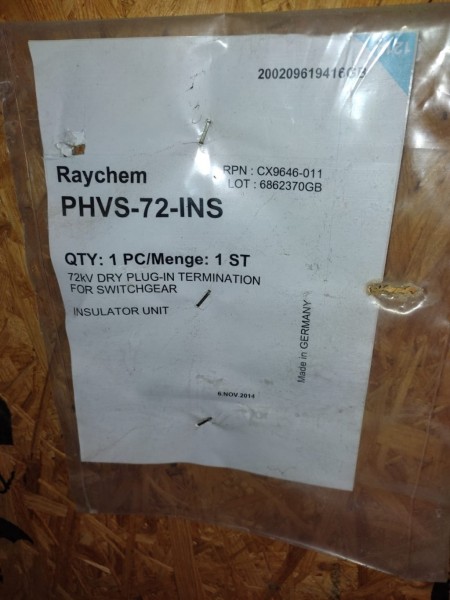 200209619416GB
Raychem
RPN : CX9646-011
LOT : 6862370GB
PHVS-72-INS
QTY: 1 PC/Menge: 1 ST
72kV DRY PLUG-IN TERMINATION
FOR SWITCHGEAR
INSULATOR UNIT
Made in GERMANY
6 NOV 2014